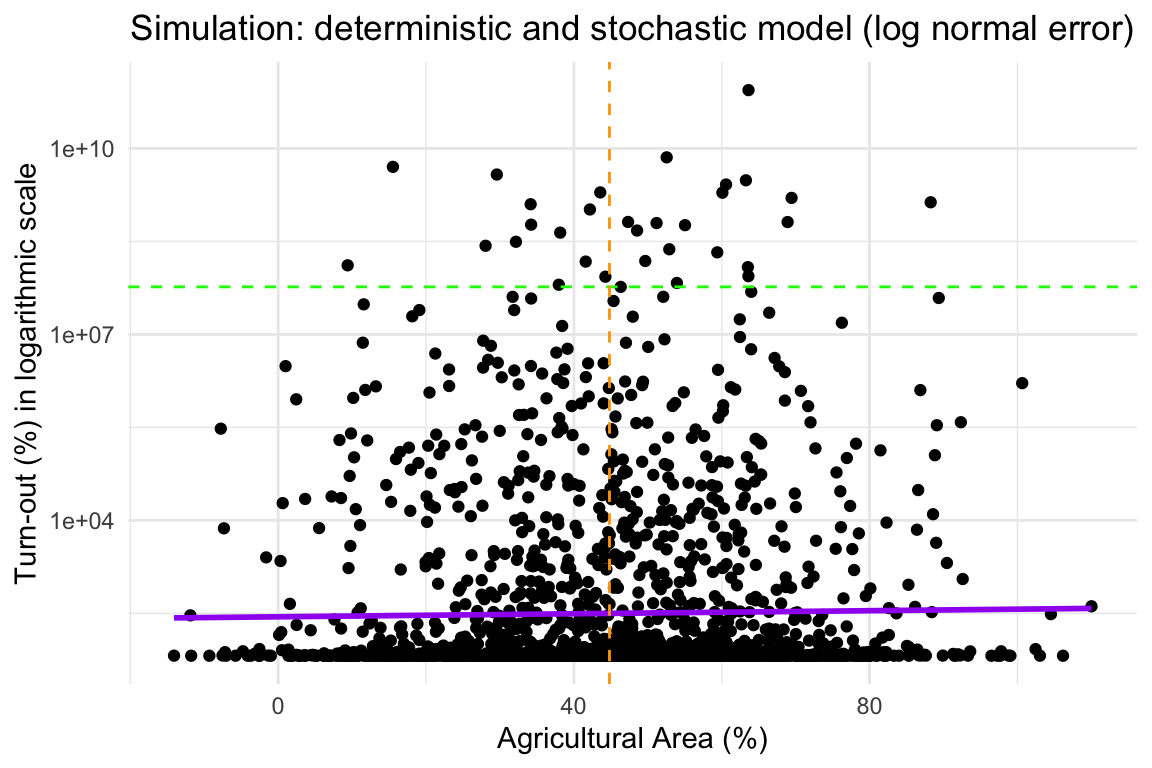 Simulation: deterministic and stochastic model (log normal error)
Turn-out (%) in logarithmic scale
1e+10
1e+07
1e+04
0
40
80
Agricultural Area (%)